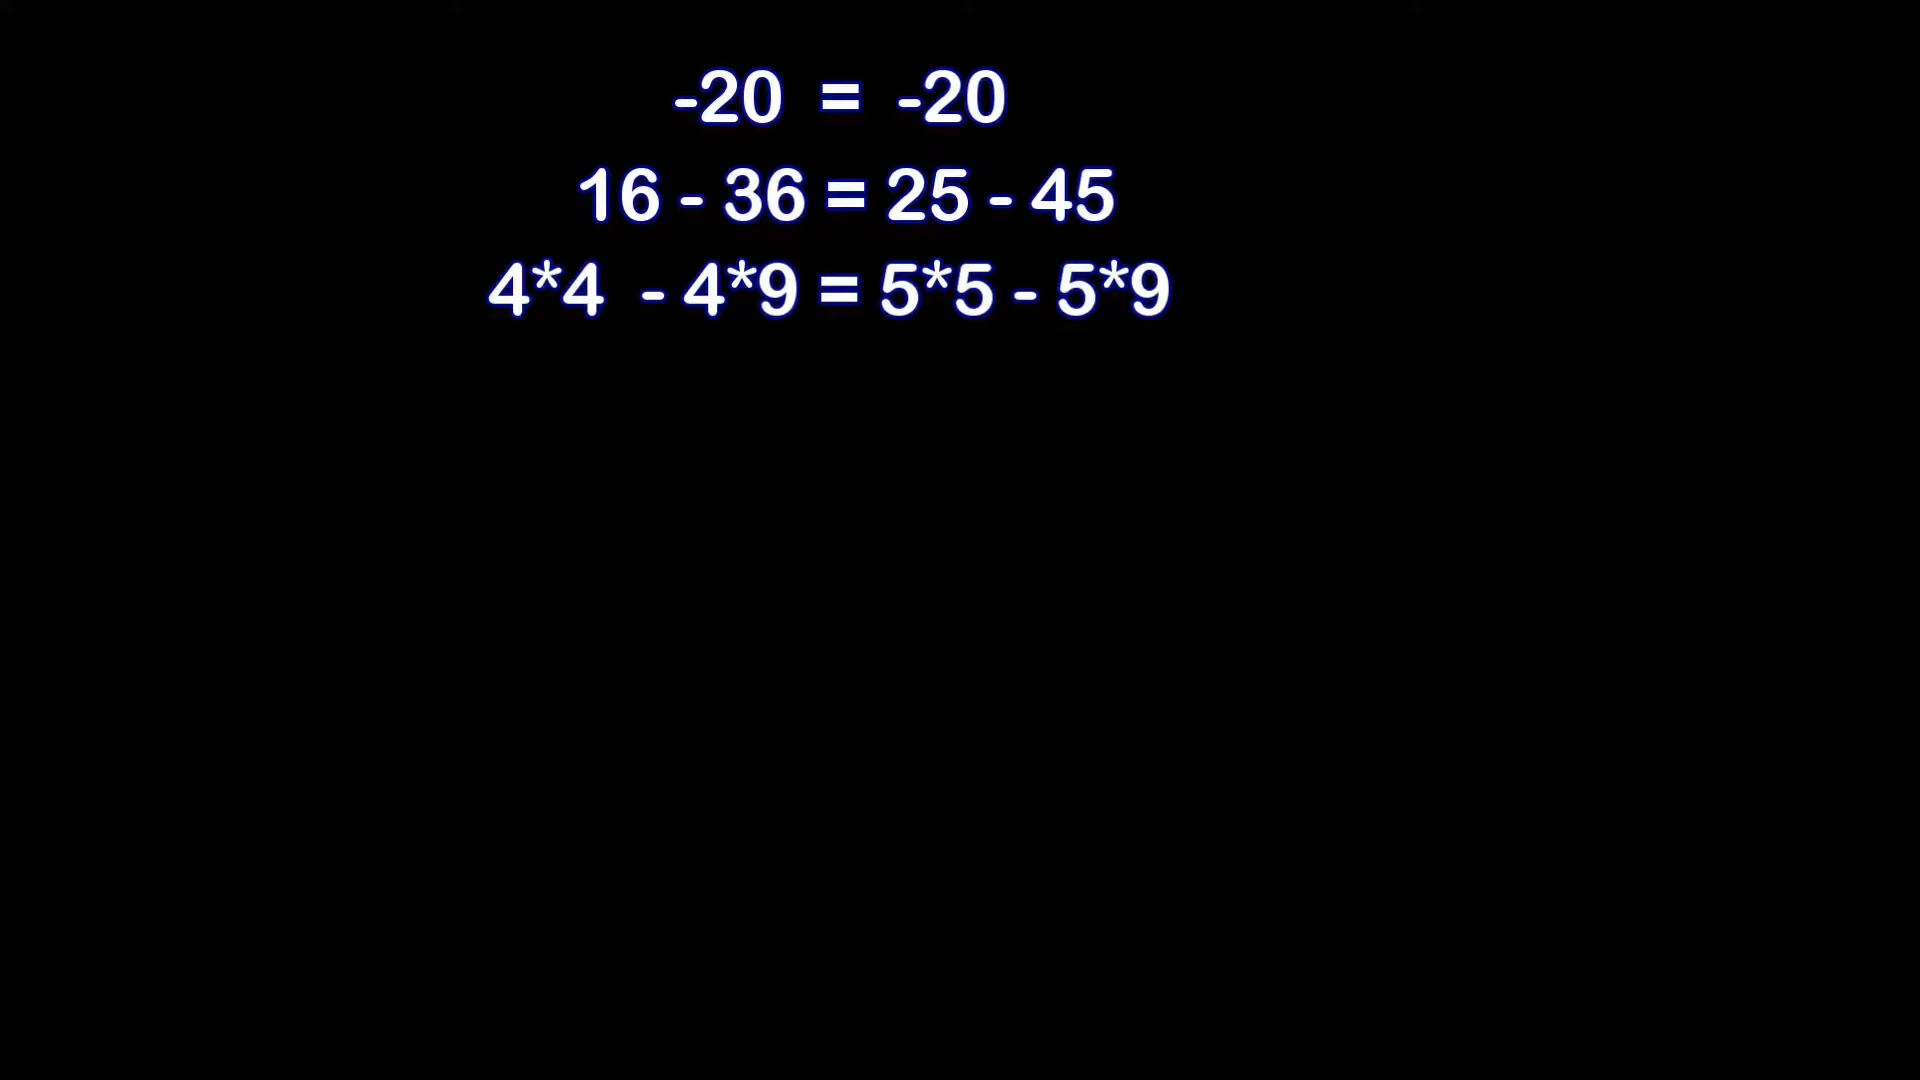 -20 = -20
16 - 36 = 25 - 45
4*4 - 4*9 = 5*5 - 5*9